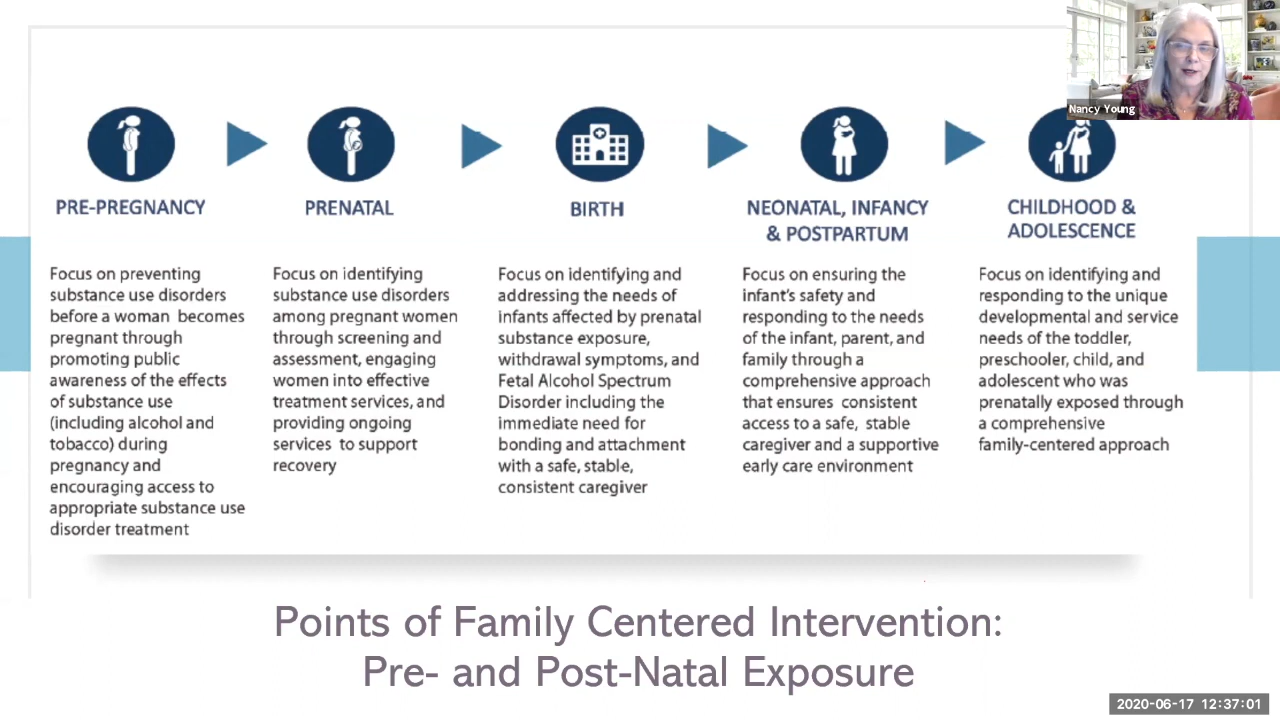 Nancy Young
PRE-PREGNANCY
Focus on preventing
substance use disorders
before a woman becomes
pregnant through
promoting public
awareness of the effects
of substance use
(including alcohol and
tobacco) during
pregnancy and
encouraging access to
appropriate substance use
disorder treatment
PRENATAL
Focus on identifying
substance use disorders
among pregnant women
through screening and
assessment, engaging
women into effective
treatment services, and
providing ongoing
services to support
recovery
BIRTH
Focus on identifying and
addressing the needs of
infants affected by prenatal
substance exposure,
withdrawal symptoms, and
Fetal Alcohol Spectrum
Disorder including the
immediate need for
bonding and attachment
with a safe, stable,
consistent caregiver
NEONATAL, INFANCY
& POSTPARTUM
Focus on ensuring the
infant's safety and
responding to the needs
of the infant, parent, and
family through a
comprehensive approach
that ensures consistent
access to a safe, stable
caregiver and a supportive
early care environment
CHILDHOOD &
ADOLESCENCE
Focus on identifying and
responding to the unique
developmental and service
needs of the toddler,
preschooler, child, and
adolescent who was
prenatally exposed through
a comprehensive
family-centered approach
Points of Family Centered Intervention:
Pre- and Post-Natal Exposure
2020-06-17 12:37:01